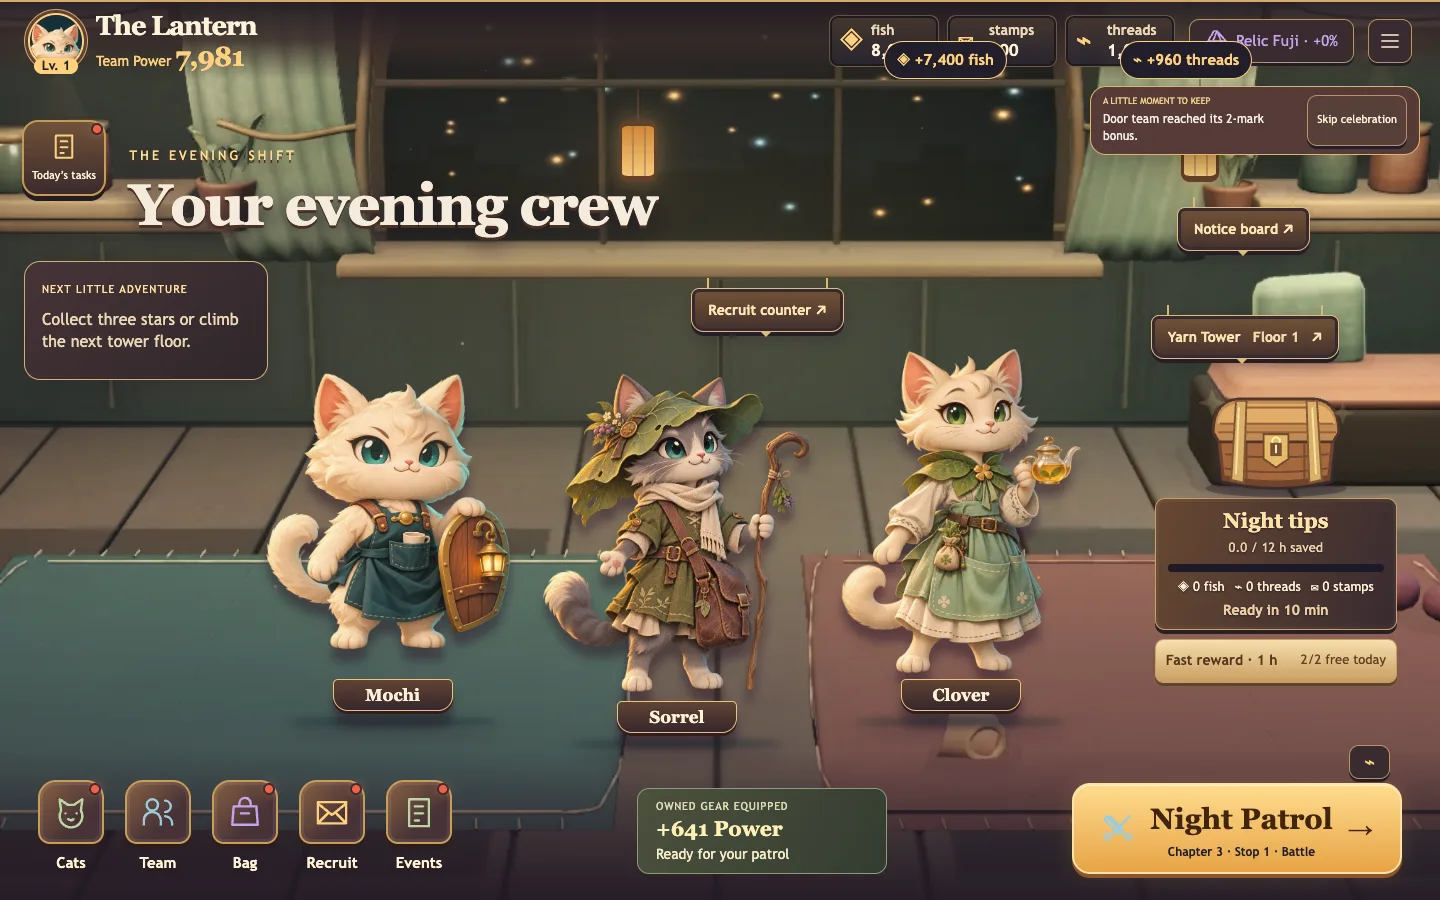 The Lantern
Lv. 1
Team Power 7,981
fish
8,
stamps
00
threads
1,
Relic Fuji · +0%
+7,400 fish
+960 threads
A LITTLE MOMENT TO KEEP
Door team reached its 2-mark
bonus.
Skip celebration
Today's tasks
THE EVENING SHIFT
Your evening crew
Notice board ↗
NEXT LITTLE ADVENTURE
Collect three stars or climb
the next tower floor.
Recruit counter ↗
Yarn Tower Floor 1 ↗
Night tips
0.0 / 12 h saved
0 fish 0 threads 0 stamps
Ready in 10 min
Fast reward · 1 h 2/2 free today
Mochi
Sorrel
Clover
Cats
Team
Bag
Recruit
Events
OWNED GEAR EQUIPPED
+641 Power
Ready for your patrol
Night Patrol →
Chapter 3 · Stop 1 · Battle